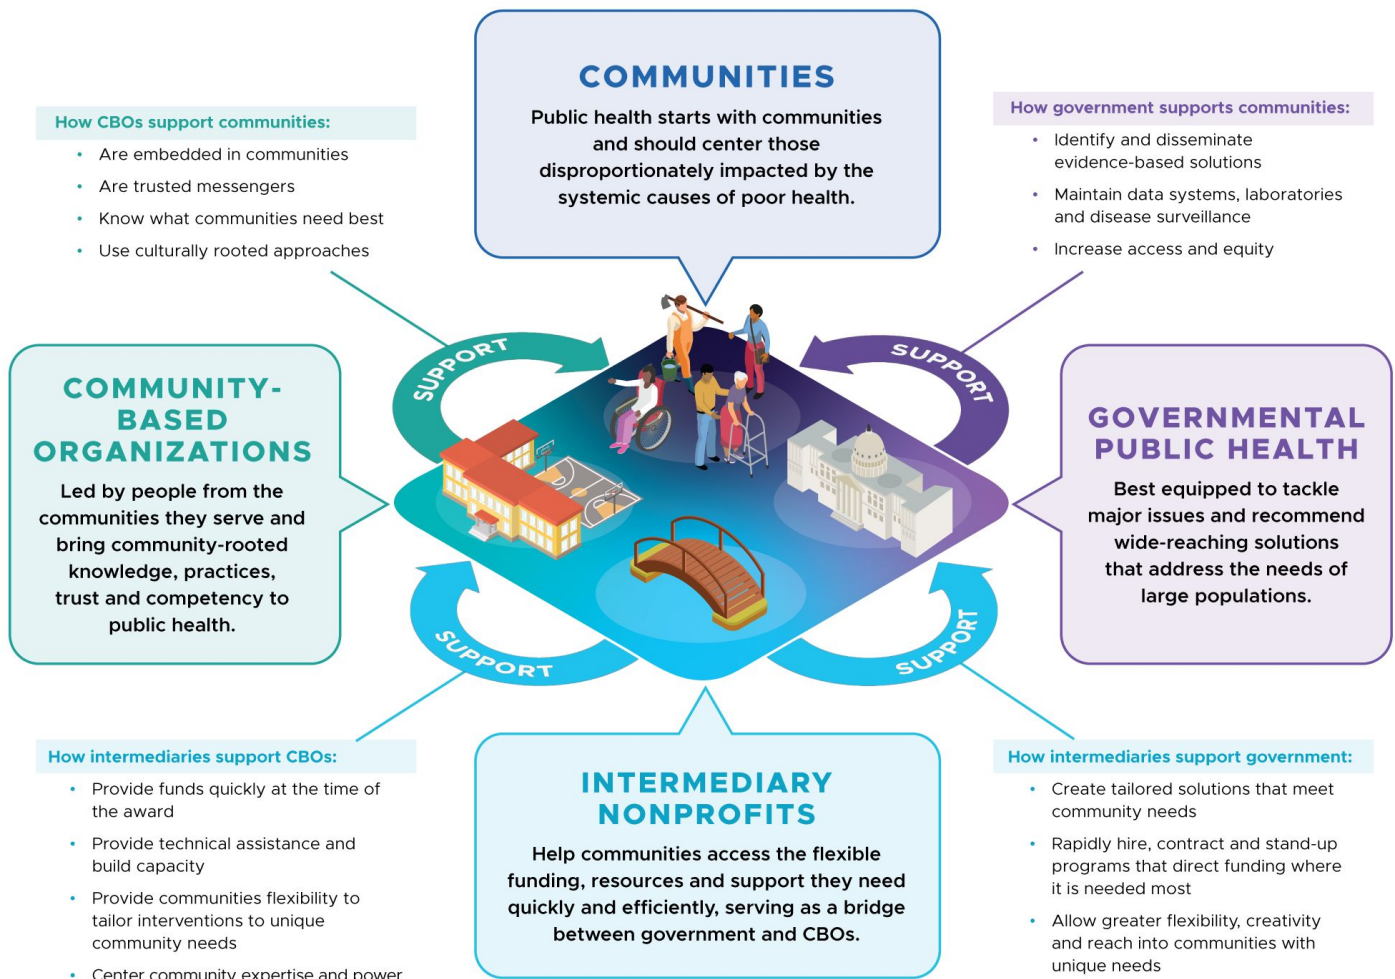 COMMUNITIES
Public health starts with communities
and should center those
disproportionately impacted by the
systemic causes of poor health.
How CBOs support communities:
• Are embedded in communities
• Are trusted messengers
• Know what communities need best
• Use culturally rooted approaches
How government supports communities:
• Identify and disseminate
evidence-based solutions
• Maintain data systems, laboratories
and disease surveillance
• Increase access and equity
SUPPORT
SUPPORT
COMMUNITY-
BASED
ORGANIZATIONS
Led by people from the
communities they serve and
bring community-rooted
knowledge, practices,
trust and competency to
public health.
GOVERNMENTAL
PUBLIC HEALTH
Best equipped to tackle
major issues and recommend
wide-reaching solutions
that address the needs of
large populations.
SUPPORT
SUPPORT
How intermediaries support CBOs:
• Provide funds quickly at the time of
the award
• Provide technical assistance and
build capacity
• Provide communities flexibility to
tailor interventions to unique
community needs
• Center community expertise and power
INTERMEDIARY
NONPROFITS
Help communities access the flexible
funding, resources and support they need
quickly and efficiently, serving as a bridge
between government and CBOs.
How intermediaries support government:
• Create tailored solutions that meet
community needs
• Rapidly hire, contract and stand-up
programs that direct funding where
it is needed most
• Allow greater flexibility, creativity
and reach into communities with
unique needs